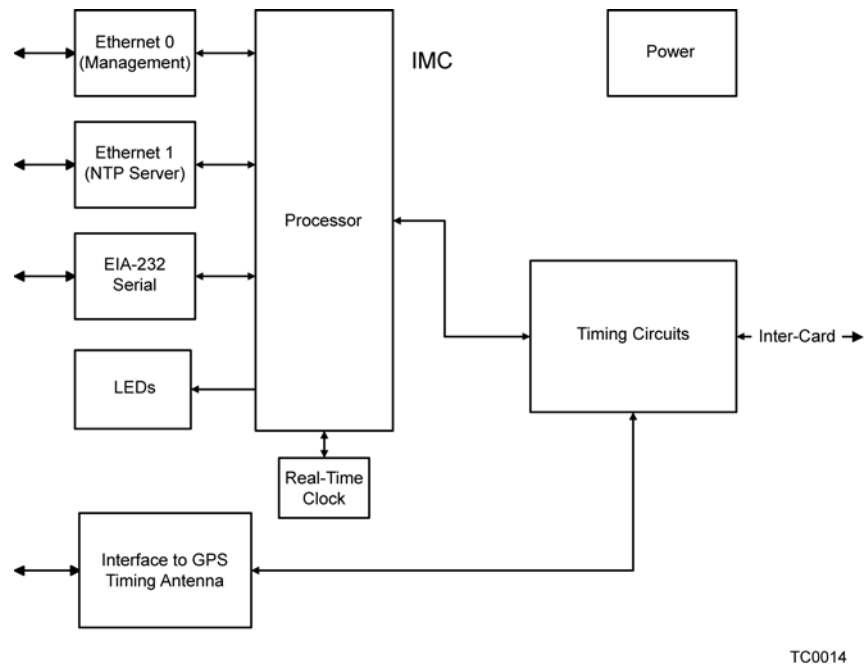 Ethernet 0
(Management)
IMC
Power
Ethernet 1
(NTP Server)
Processor
EIA-232
Serial
Timing Circuits
Inter-Card
LEDs
Real-Time
Clock
Interface to GPS
Timing Antenna
TC0014